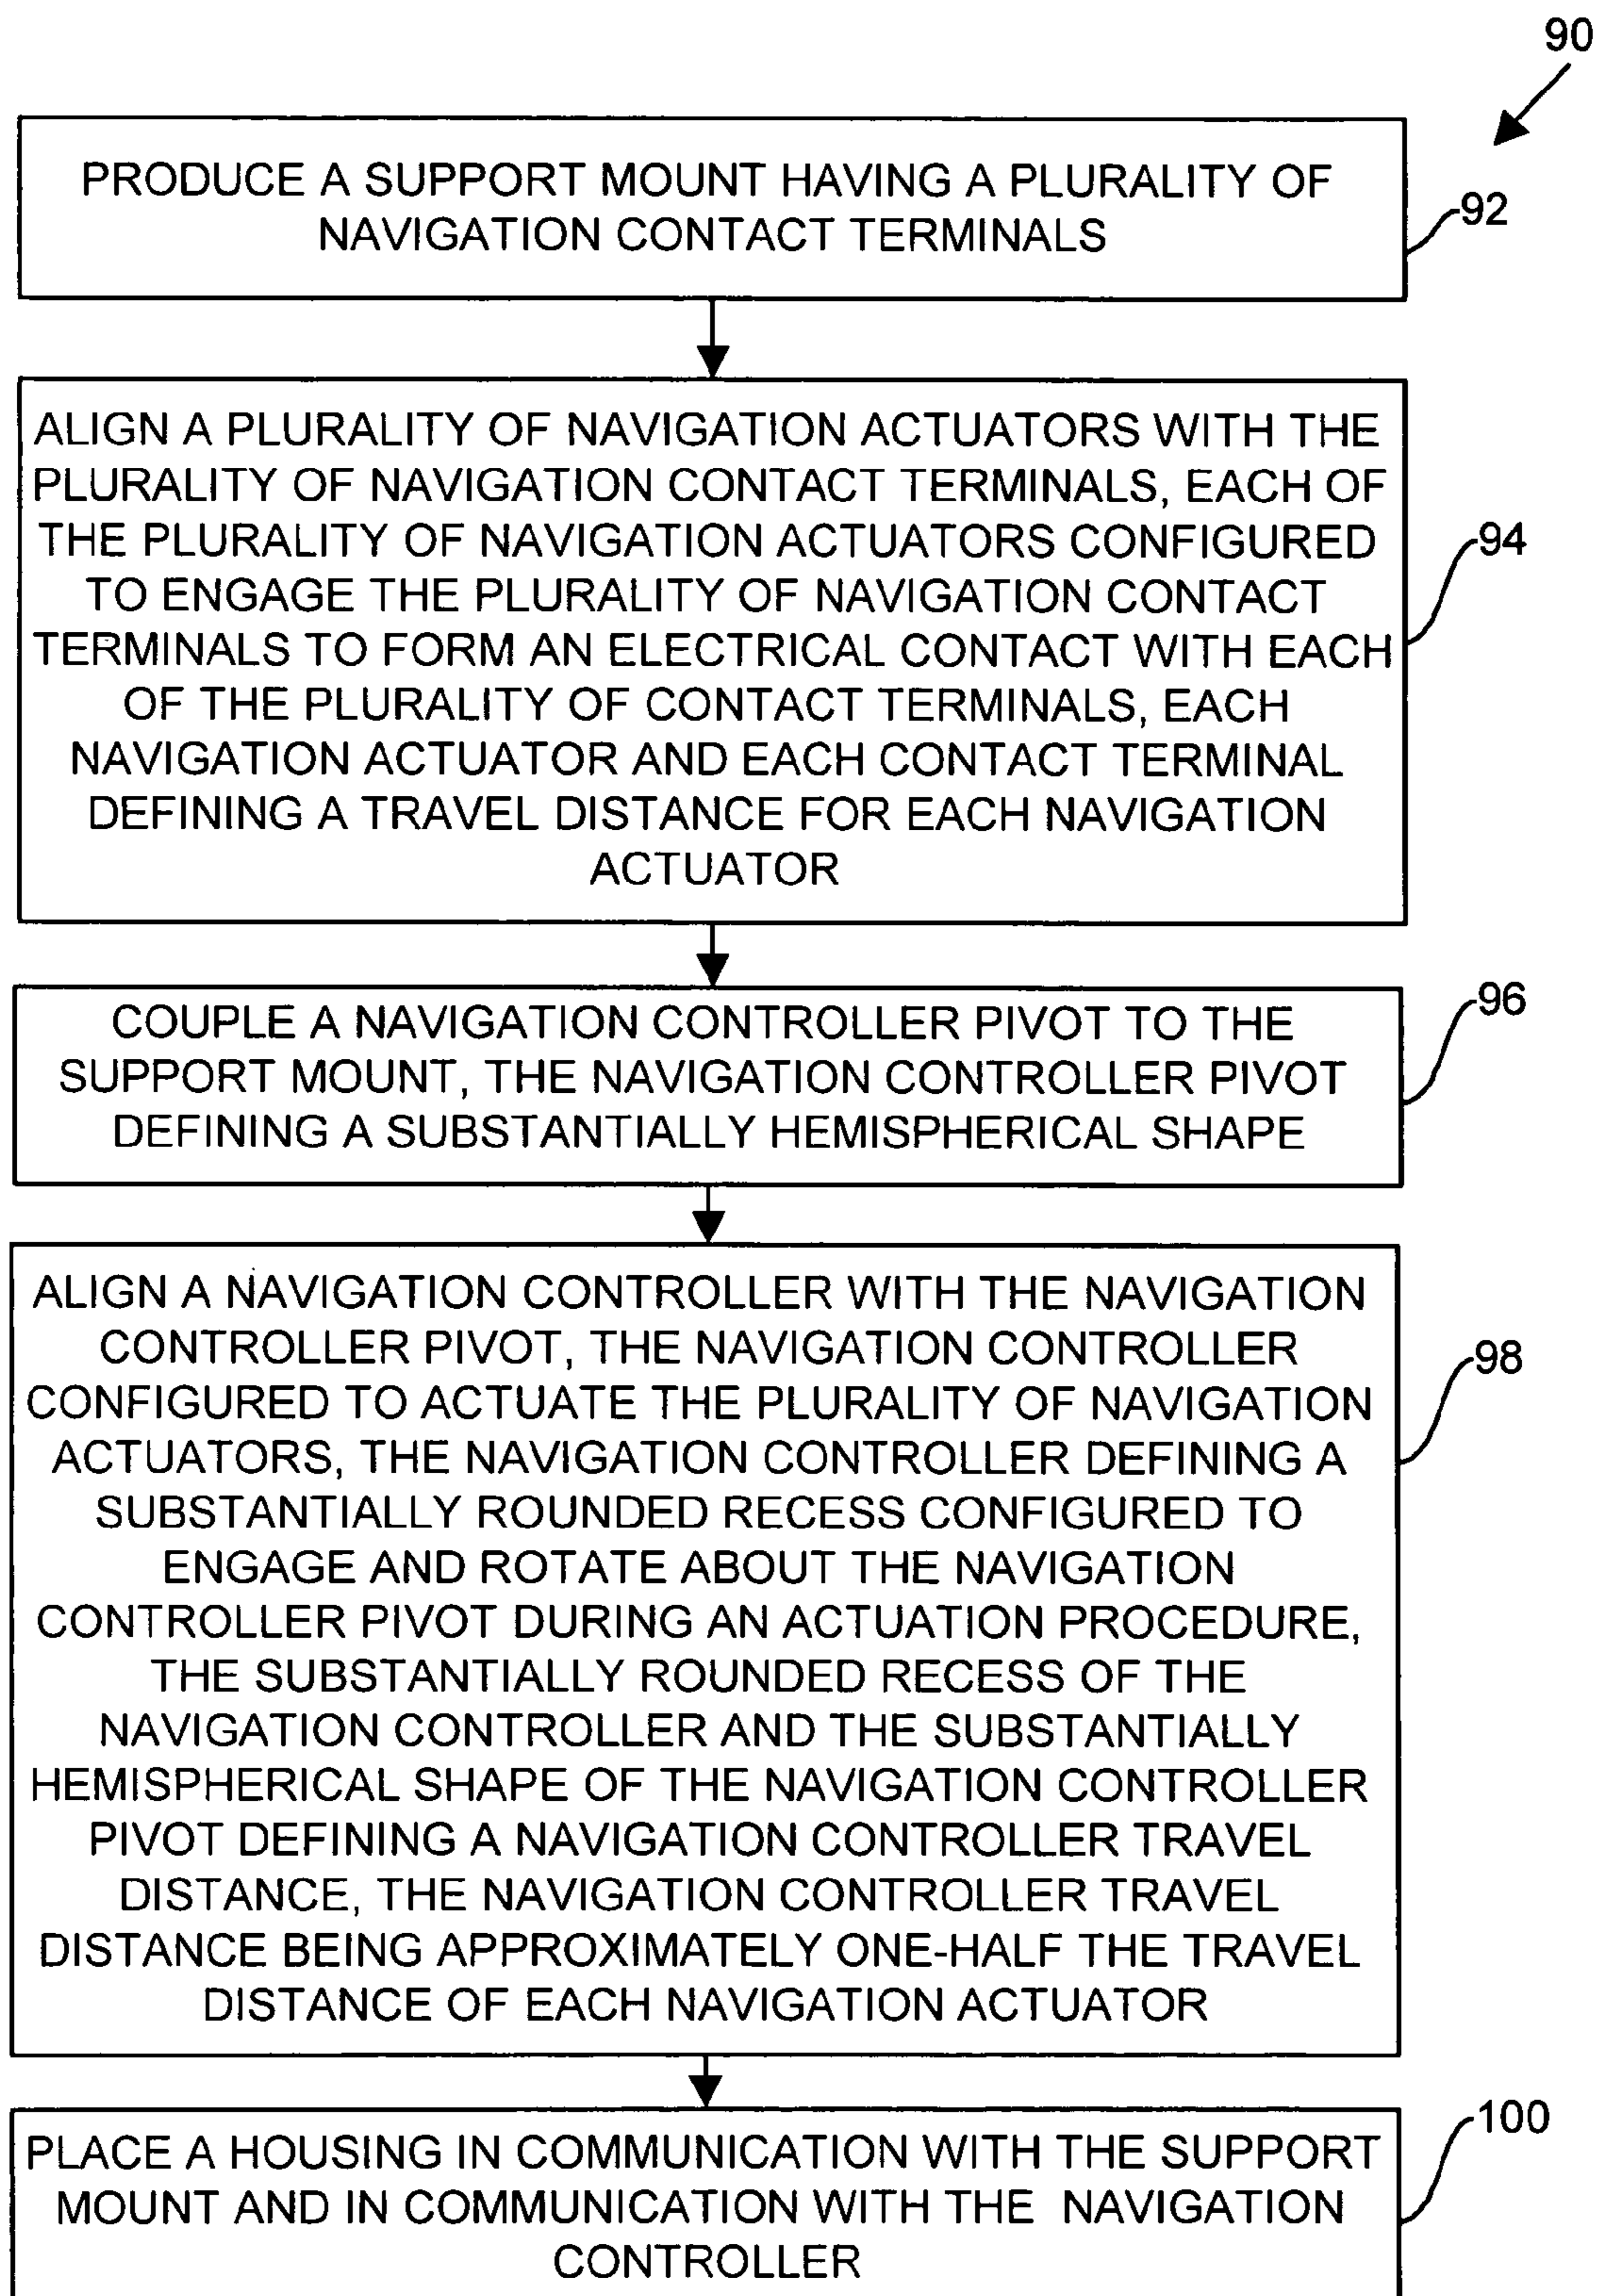 90
PRODUCE A SUPPORT MOUNT HAVING A PLURALITY OF
NAVIGATION CONTACT TERMINALS
92
ALIGN A PLURALITY OF NAVIGATION ACTUATORS WITH THE
PLURALITY OF NAVIGATION CONTACT TERMINALS, EACH OF
THE PLURALITY OF NAVIGATION ACTUATORS CONFIGURED
TO ENGAGE THE PLURALITY OF NAVIGATION CONTACT
TERMINALS TO FORM AN ELECTRICAL CONTACT WITH EACH
OF THE PLURALITY OF CONTACT TERMINALS, EACH
NAVIGATION ACTUATOR AND EACH CONTACT TERMINAL
DEFINING A TRAVEL DISTANCE FOR EACH NAVIGATION
ACTUATOR
94
COUPLE A NAVIGATION CONTROLLER PIVOT TO THE
SUPPORT MOUNT, THE NAVIGATION CONTROLLER PIVOT
DEFINING A SUBSTANTIALLY HEMISPHERICAL SHAPE
96
ALIGN A NAVIGATION CONTROLLER WITH THE NAVIGATION
CONTROLLER PIVOT, THE NAVIGATION CONTROLLER
CONFIGURED TO ACTUATE THE PLURALITY OF NAVIGATION
ACTUATORS, THE NAVIGATION CONTROLLER DEFINING A
SUBSTANTIALLY ROUNDED RECESS CONFIGURED TO
ENGAGE AND ROTATE ABOUT THE NAVIGATION
CONTROLLER PIVOT DURING AN ACTUATION PROCEDURE,
THE SUBSTANTIALLY ROUNDED RECESS OF THE
NAVIGATION CONTROLLER AND THE SUBSTANTIALLY
HEMISPHERICAL SHAPE OF THE NAVIGATION CONTROLLER
PIVOT DEFINING A NAVIGATION CONTROLLER TRAVEL
DISTANCE, THE NAVIGATION CONTROLLER TRAVEL
DISTANCE BEING APPROXIMATELY ONE-HALF THE TRAVEL
DISTANCE OF EACH NAVIGATION ACTUATOR
98
PLACE A HOUSING IN COMMUNICATION WITH THE SUPPORT
MOUNT AND IN COMMUNICATION WITH THE NAVIGATION
CONTROLLER
100